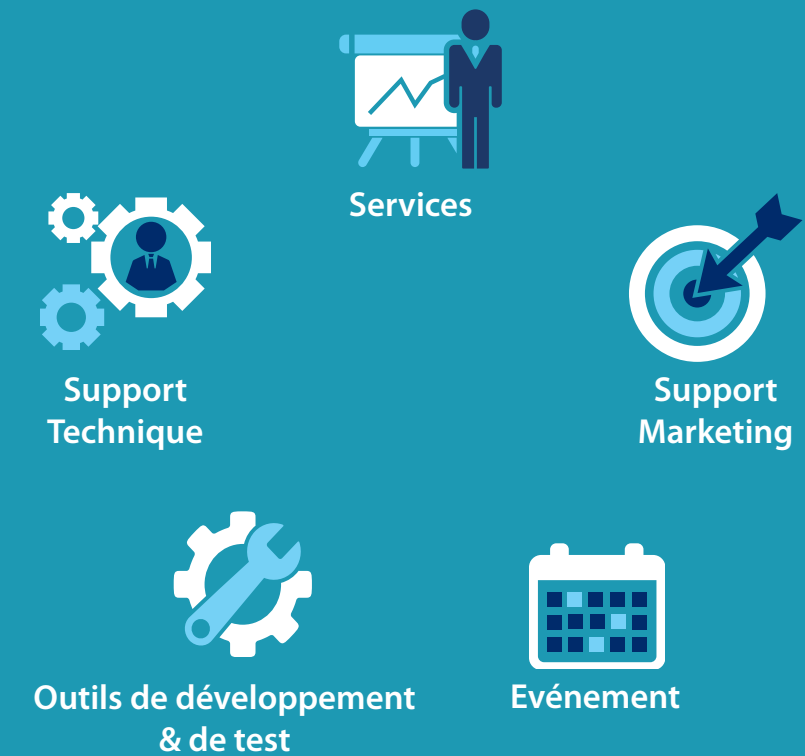 Services
Support
Technique
Support
Marketing
Outils de développement
& de test
Evénement